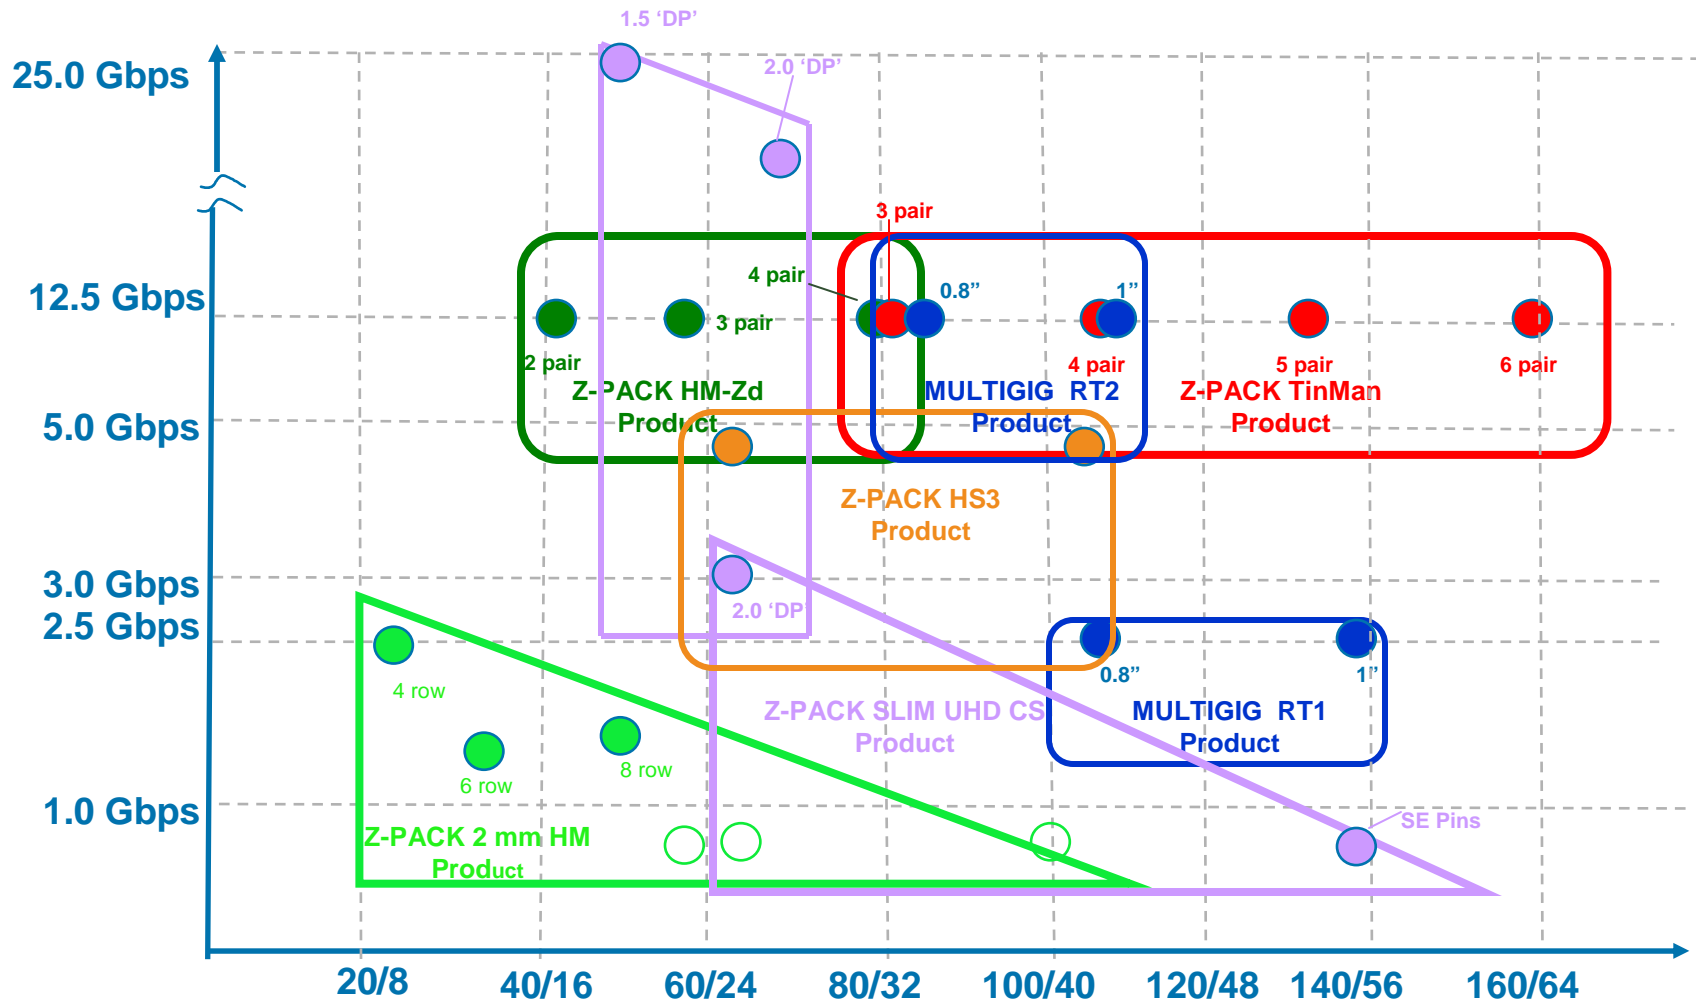 1.5 ‘DP’
25.0 Gbps
2.0 ‘DP’
3 pair
4 pair
12.5 Gbps
0.8”
1”
3 pair
2 pair
4 pair
5 pair
6 pair
Z-PACK HM-Zd
Product
MULTIGIG RT2
Product
Z-PACK TinMan
Product
5.0 Gbps
Z-PACK HS3
Product
3.0 Gbps
2.0 ‘DP’
2.5 Gbps
0.8”
1”
4 row
Z-PACK SLIM UHD CS
Product
MULTIGIG RT1
Product
6 row
8 row
1.0 Gbps
SE Pins
Z-PACK 2 mm HM
Product
20/8
40/16
60/24
80/32
100/40
120/48
140/56
160/64